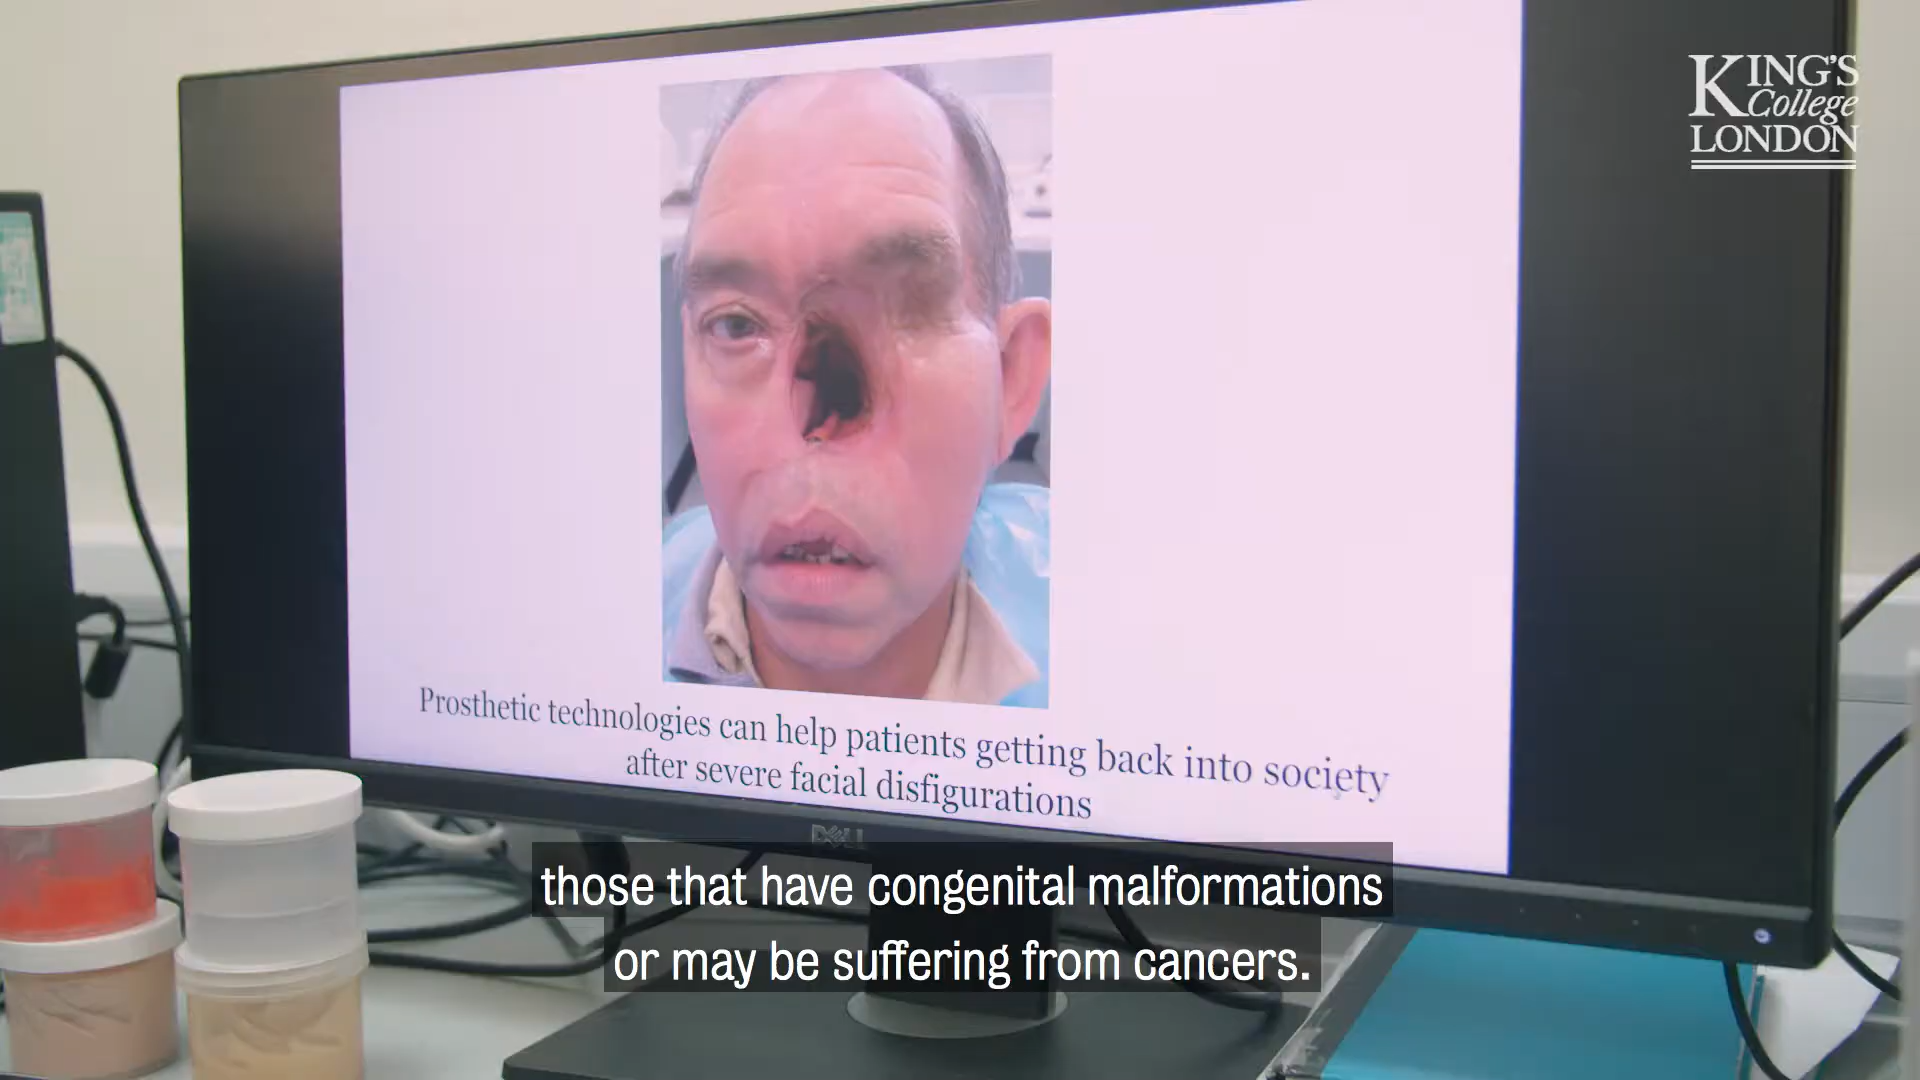 KING'S
College
LONDON
Prosthetic technologies can help patients getting back into society
after severe facial disfigurations
DELL
those that have congenital malformations
or may be suffering from cancers.